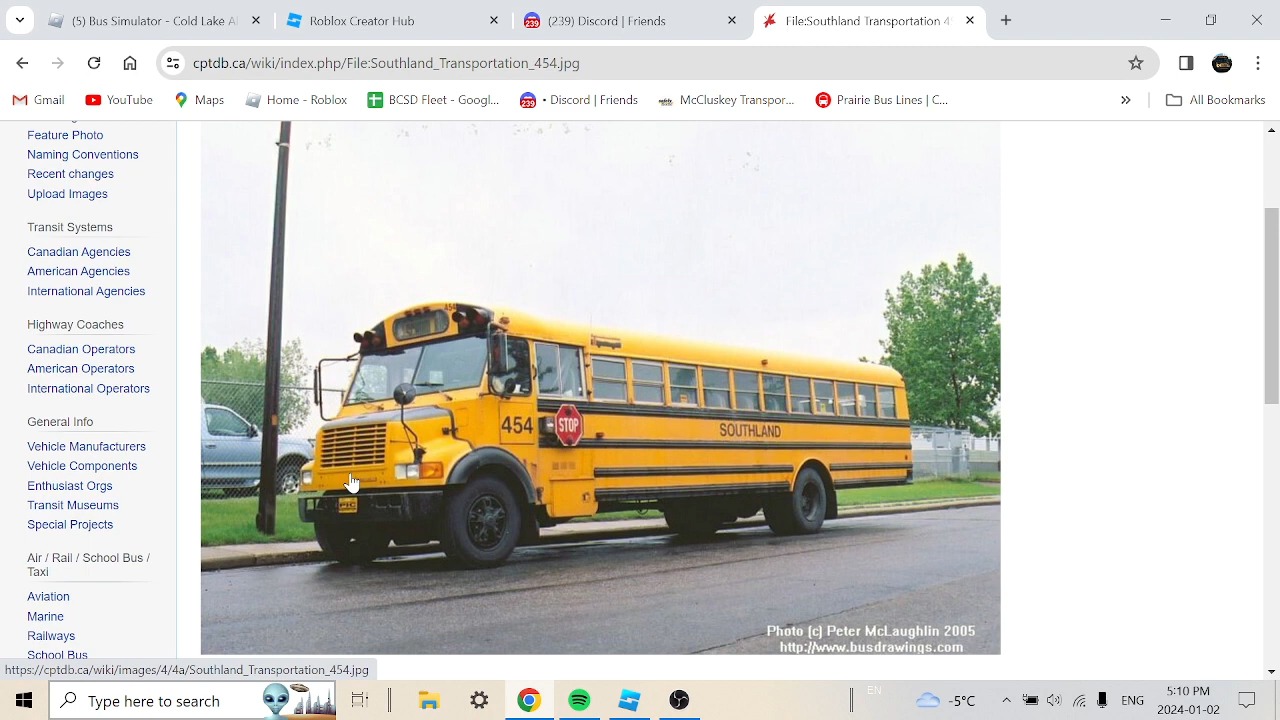 (5) Bus Simulator - Cold Lake A
Roblox Creator Hub
239
(239) Discord | Friends
File:Southland_Transportation 4
cptdb.ca/wiki/index.php/File:Southland_Transportation_454.jpg
Gmail
YouTube
Maps
Home - Roblox
BCSD Fleet - Googl...
239
• Discord | Friends
McCluskey Transpor...
Prairie Bus Lines | C...
»
All Bookmarks
Feature Photo
Naming Conventions
Recent changes
Upload Images
Transit Systems
Canadian Agencies
American Agencies
International Agencies
Highway Coaches
Canadian Operators
American Operators
International Operators
General Info
Vehicle Manufacturers
Vehicle Components
Enthusiast Orgs
Transit Museums
Special Projects
Air / Rail / School Bus /
Taxi
Aviation
Marine
Railways
School Bus
454
454
STOP
SOUTHLAND
Photo (c) Peter McLaughlin 2005
http://www.busdrawings.com
https://cptdb.ca/wiki/images/4/4a/Southland_Transportation_454.jpg
Type here to search
EN
-5°C
ENG
5:10 PM
2024-01-02